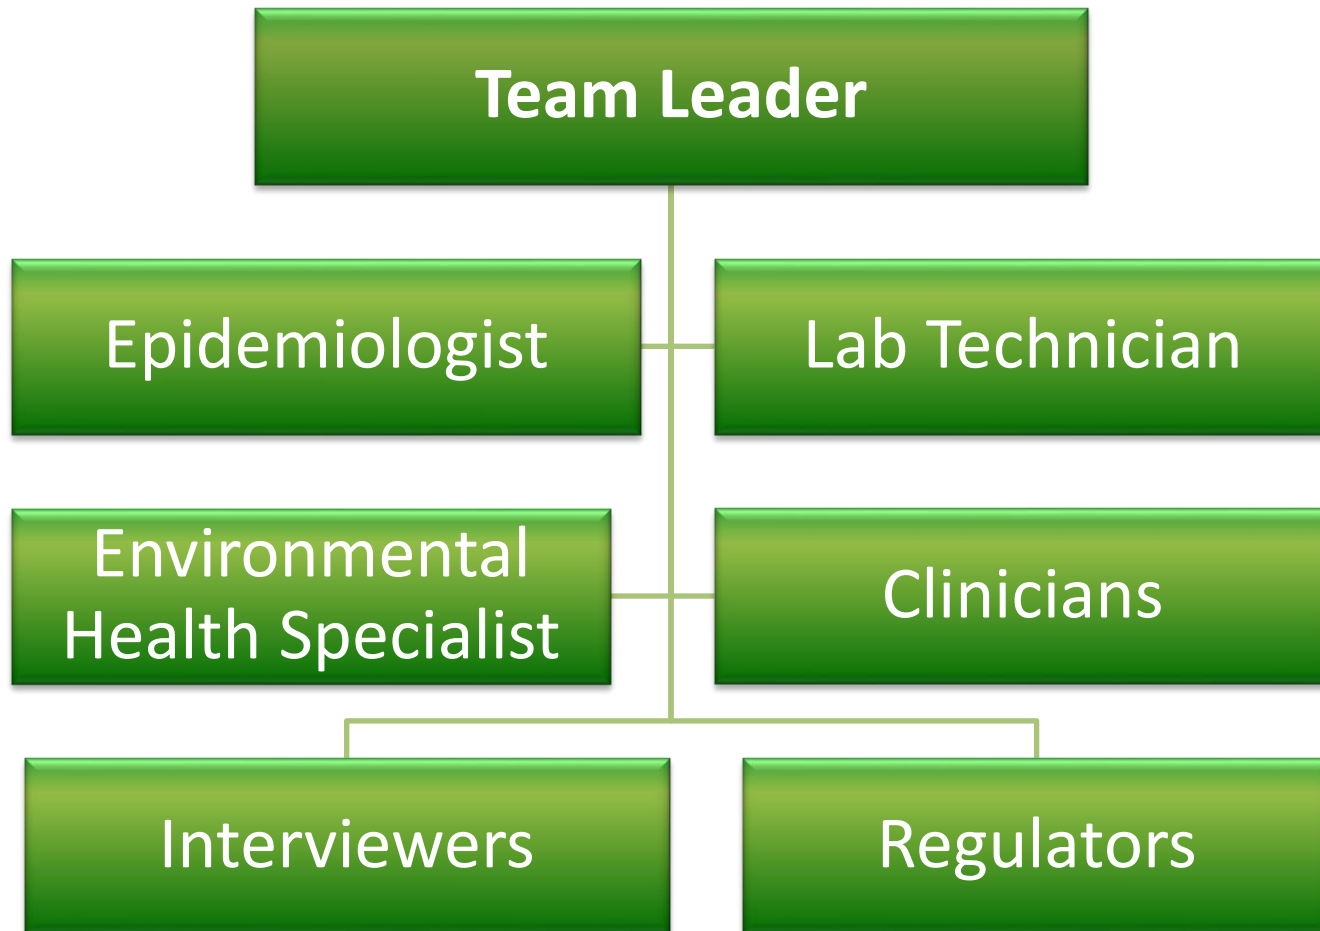 Team Leader
Epidemiologist
Lab Technician
Environmental
Health Specialist
Clinicians
Interviewers
Regulators